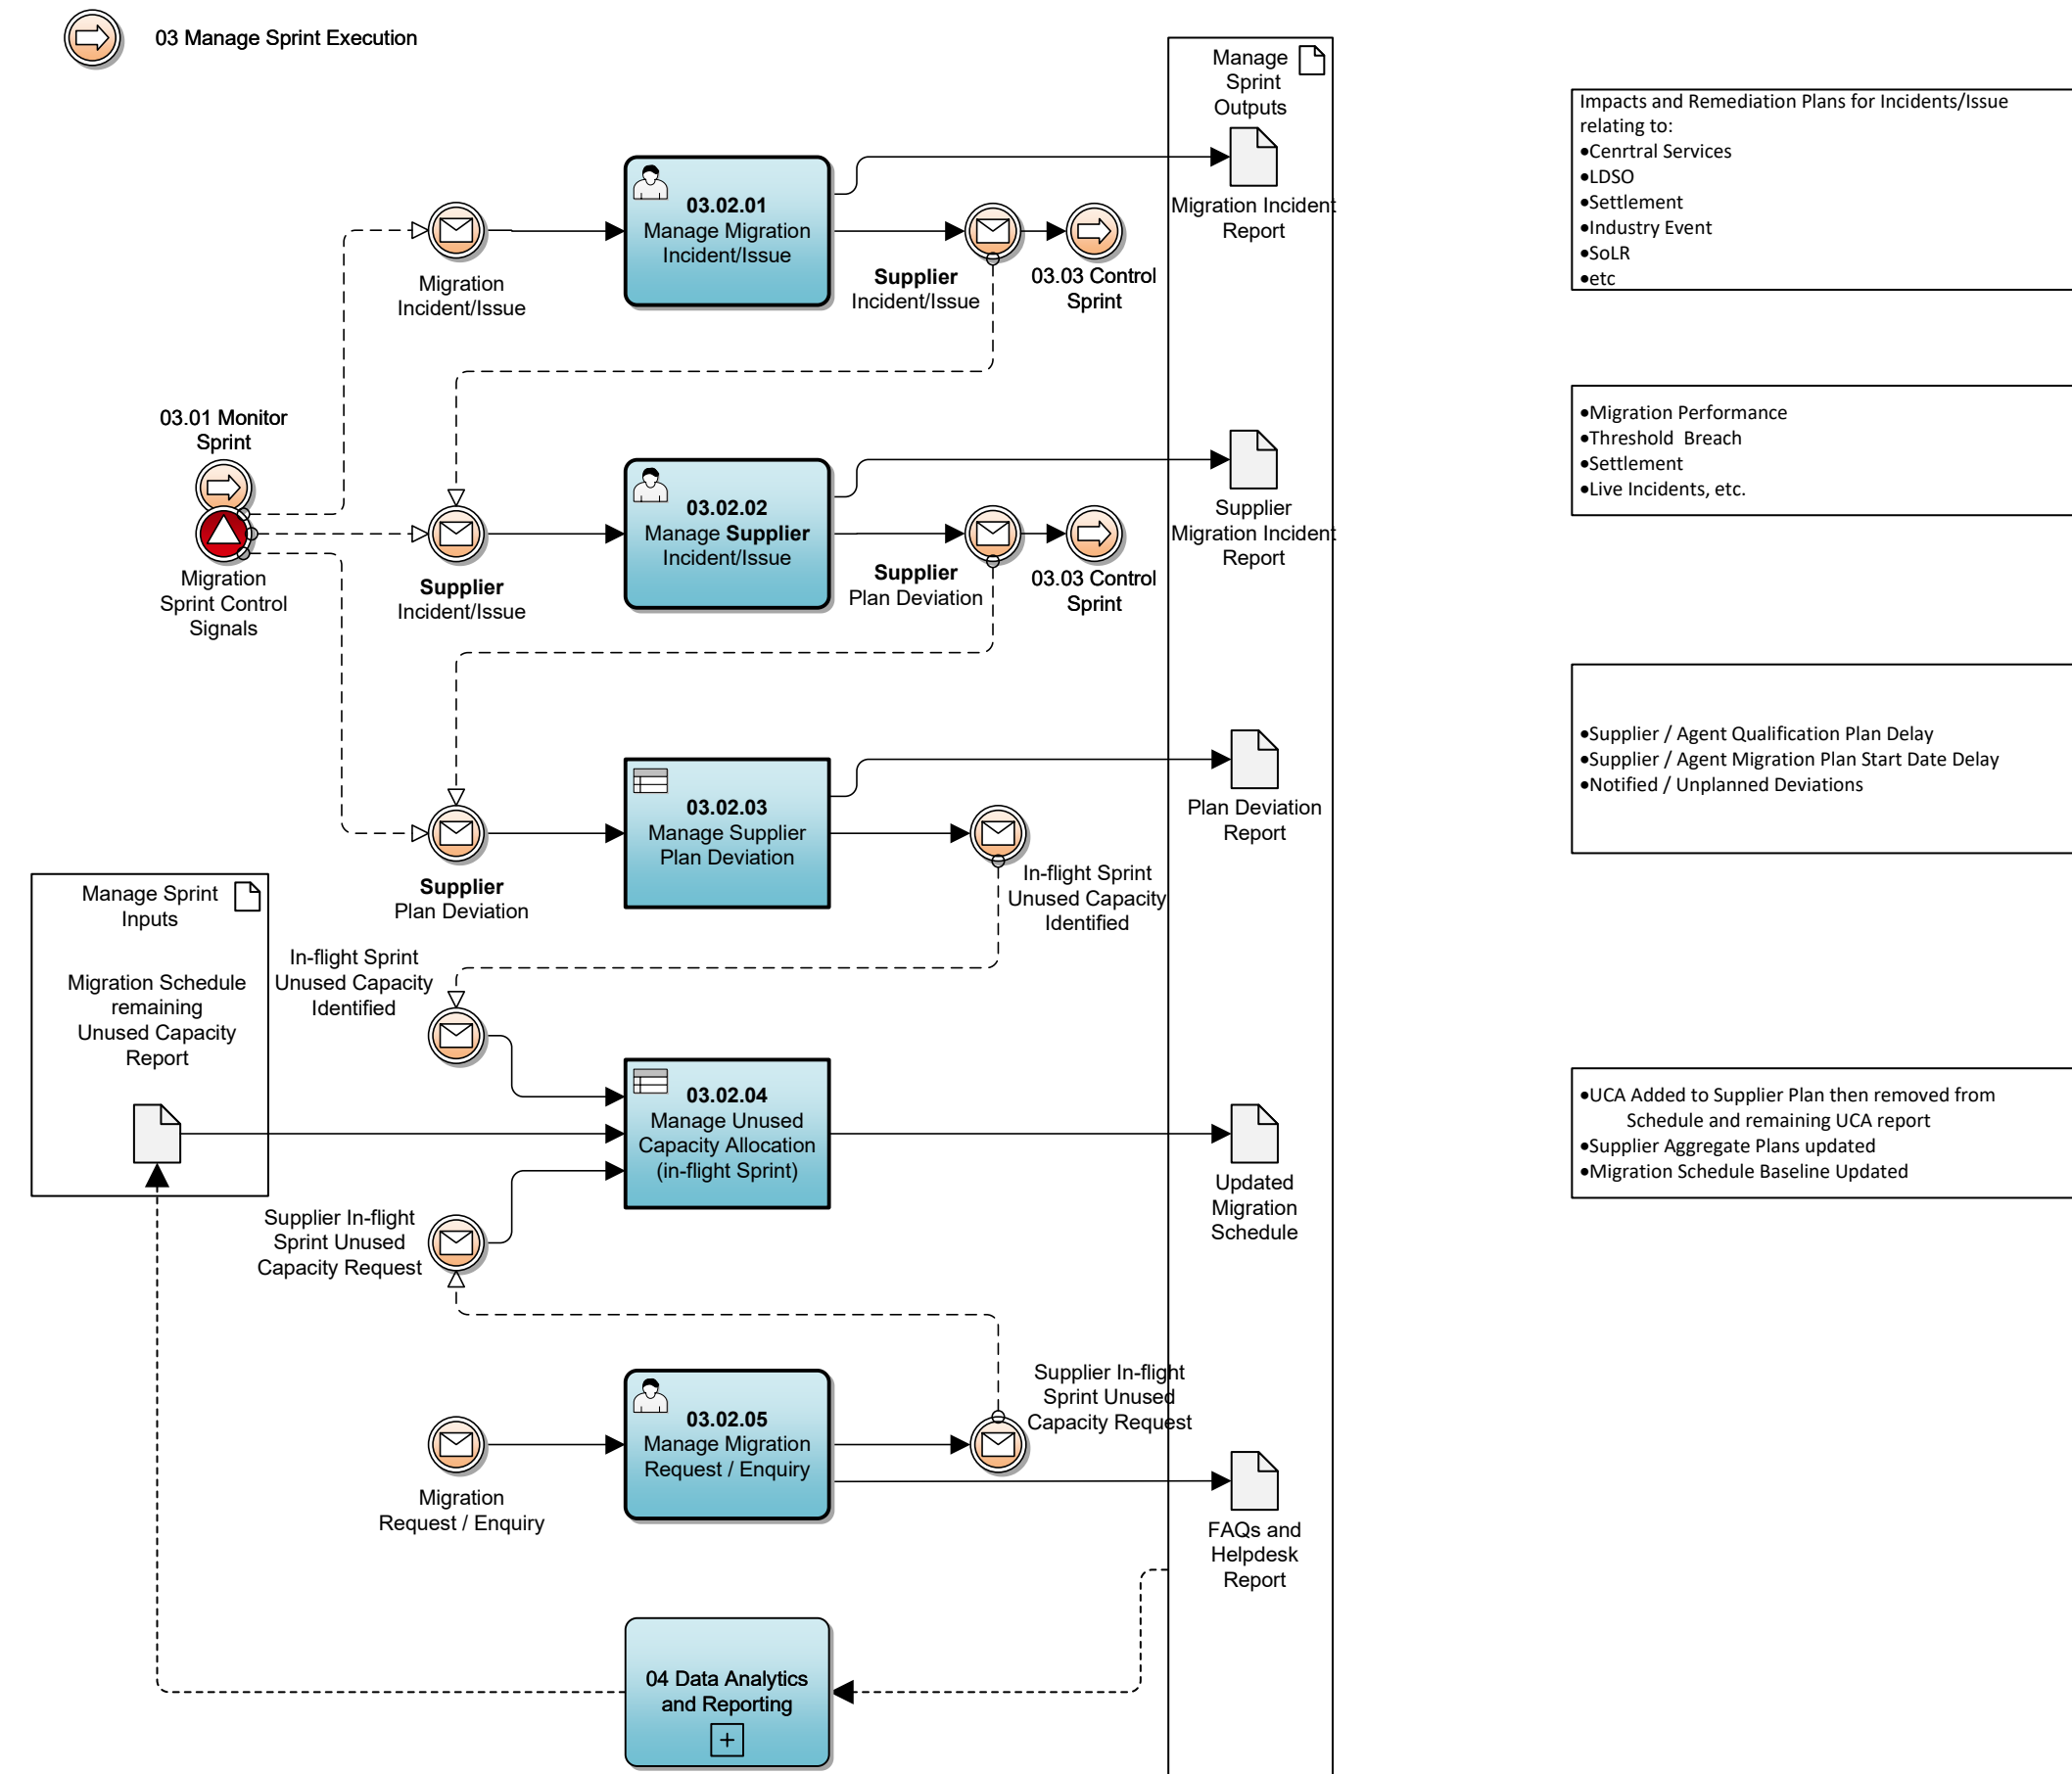 03 Manage Sprint Execution
Manage
Sprint
Outputs
Impacts and Remediation Plans for Incidents/Issue
relating to:
•Cenrtral Services
•LDSO
•Settlement
•Industry Event
•SoLR
•etc
03.02.01
Manage Migration
Incident/Issue
Migration Incident
Report
Migration
Incident/Issue
Supplier
Incident/Issue
03.03 Control
Sprint
03.01 Monitor
Sprint
Migration
Sprint Control
Signals
•Migration Performance
•Threshold  Breach
•Settlement
•Live Incidents, etc.
03.02.02
Manage Supplier
Incident/Issue
Supplier
Migration Incident
Report
Supplier
Incident/Issue
Supplier
Plan Deviation
03.03 Control
Sprint
•Supplier / Agent Qualification Plan Delay
•Supplier / Agent Migration Plan Start Date Delay
•Notified / Unplanned Deviations
03.02.03
Manage Supplier
Plan Deviation
Plan Deviation
Report
Supplier
Plan Deviation
In-flight Sprint
Unused Capacity
Identified
Manage Sprint
Inputs
Migration Schedule
remaining
Unused Capacity
Report
In-flight Sprint
Unused Capacity
Identified
03.02.04
Manage Unused
Capacity Allocation
(in-flight Sprint)
•UCA Added to Supplier Plan then removed from
Schedule and remaining UCA report
•Supplier Aggregate Plans updated
•Migration Schedule Baseline Updated
Updated
Migration
Schedule
Supplier In-flight
Sprint Unused
Capacity Request
Supplier In-flight
Sprint Unused
Capacity Request
03.02.05
Manage Migration
Request / Enquiry
Migration
Request / Enquiry
FAQs and
Helpdesk
Report
04 Data Analytics
and Reporting